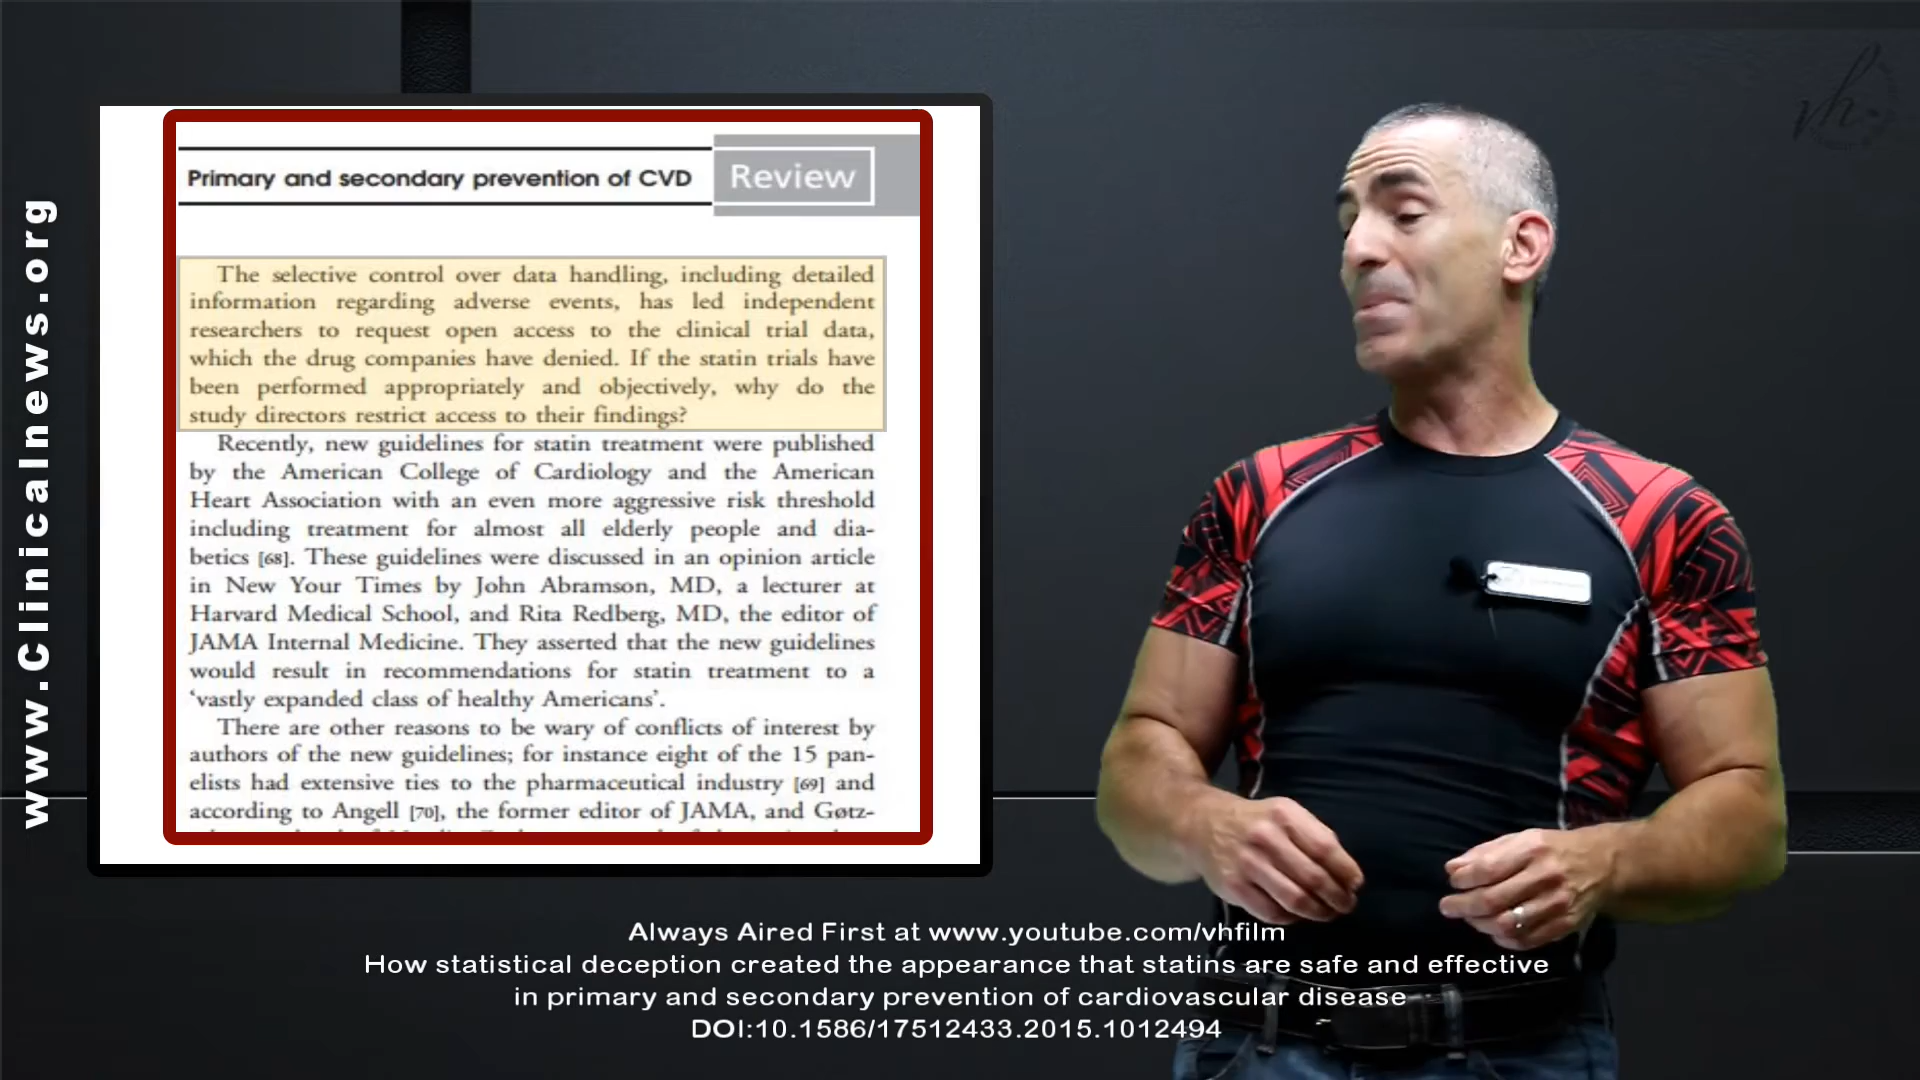 www.Clinicalnews.org
Primary and secondary prevention of CVD
Review
The selective control over data handling, including detailed
information regarding adverse events, has led independent
researchers to request open access to the clinical trial data,
which the drug companies have denied. If the statin trials have
been performed appropriately and objectively, why do the
study directors restrict access to their findings?
Recently, new guidelines for statin treatment were published
by the American College of Cardiology and the American
Heart Association with an even more aggressive risk threshold
including treatment for almost all elderly people and dia-
betics [68]. These guidelines were discussed in an opinion article
in New Your Times by John Abramson, MD, a lecturer at
Harvard Medical School, and Rita Redberg, MD, the editor of
JAMA Internal Medicine. They asserted that the new guidelines
would result in recommendations for statin treatment to a
‘vastly expanded class of healthy Americans’.
There are other reasons to be wary of conflicts of interest by
authors of the new guidelines; for instance eight of the 15 pan-
elists had extensive ties to the pharmaceutical industry [69] and
according to Angell [70], the former editor of JAMA, and Gøtz-
vh
Always Aired First at www.youtube.com/vhfilm
How statistical deception created the appearance that statins are safe and effective
in primary and secondary prevention of cardiovascular disease
DOI:10.1586/17512433.2015.1012494